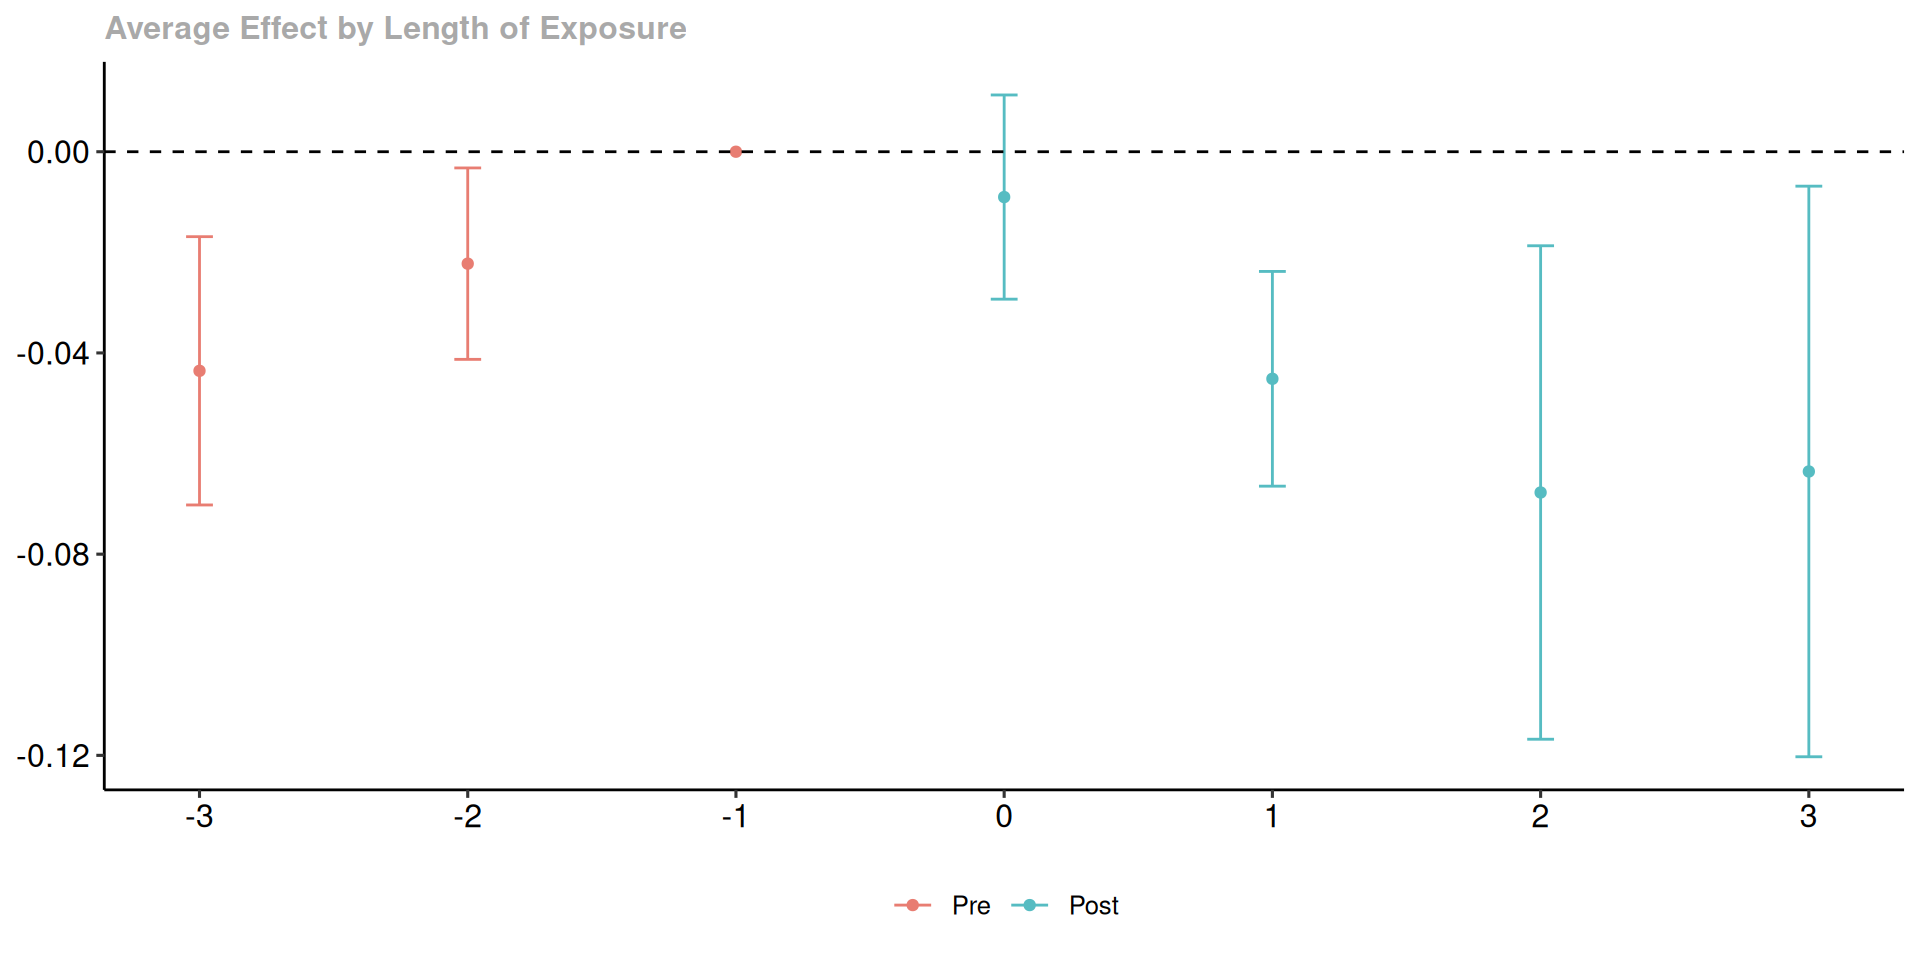 Average Effect by Length of Exposure
0.00
-0.04
-0.08
-0.12
-3 -2 -1 0 1 2 3
Pre Post